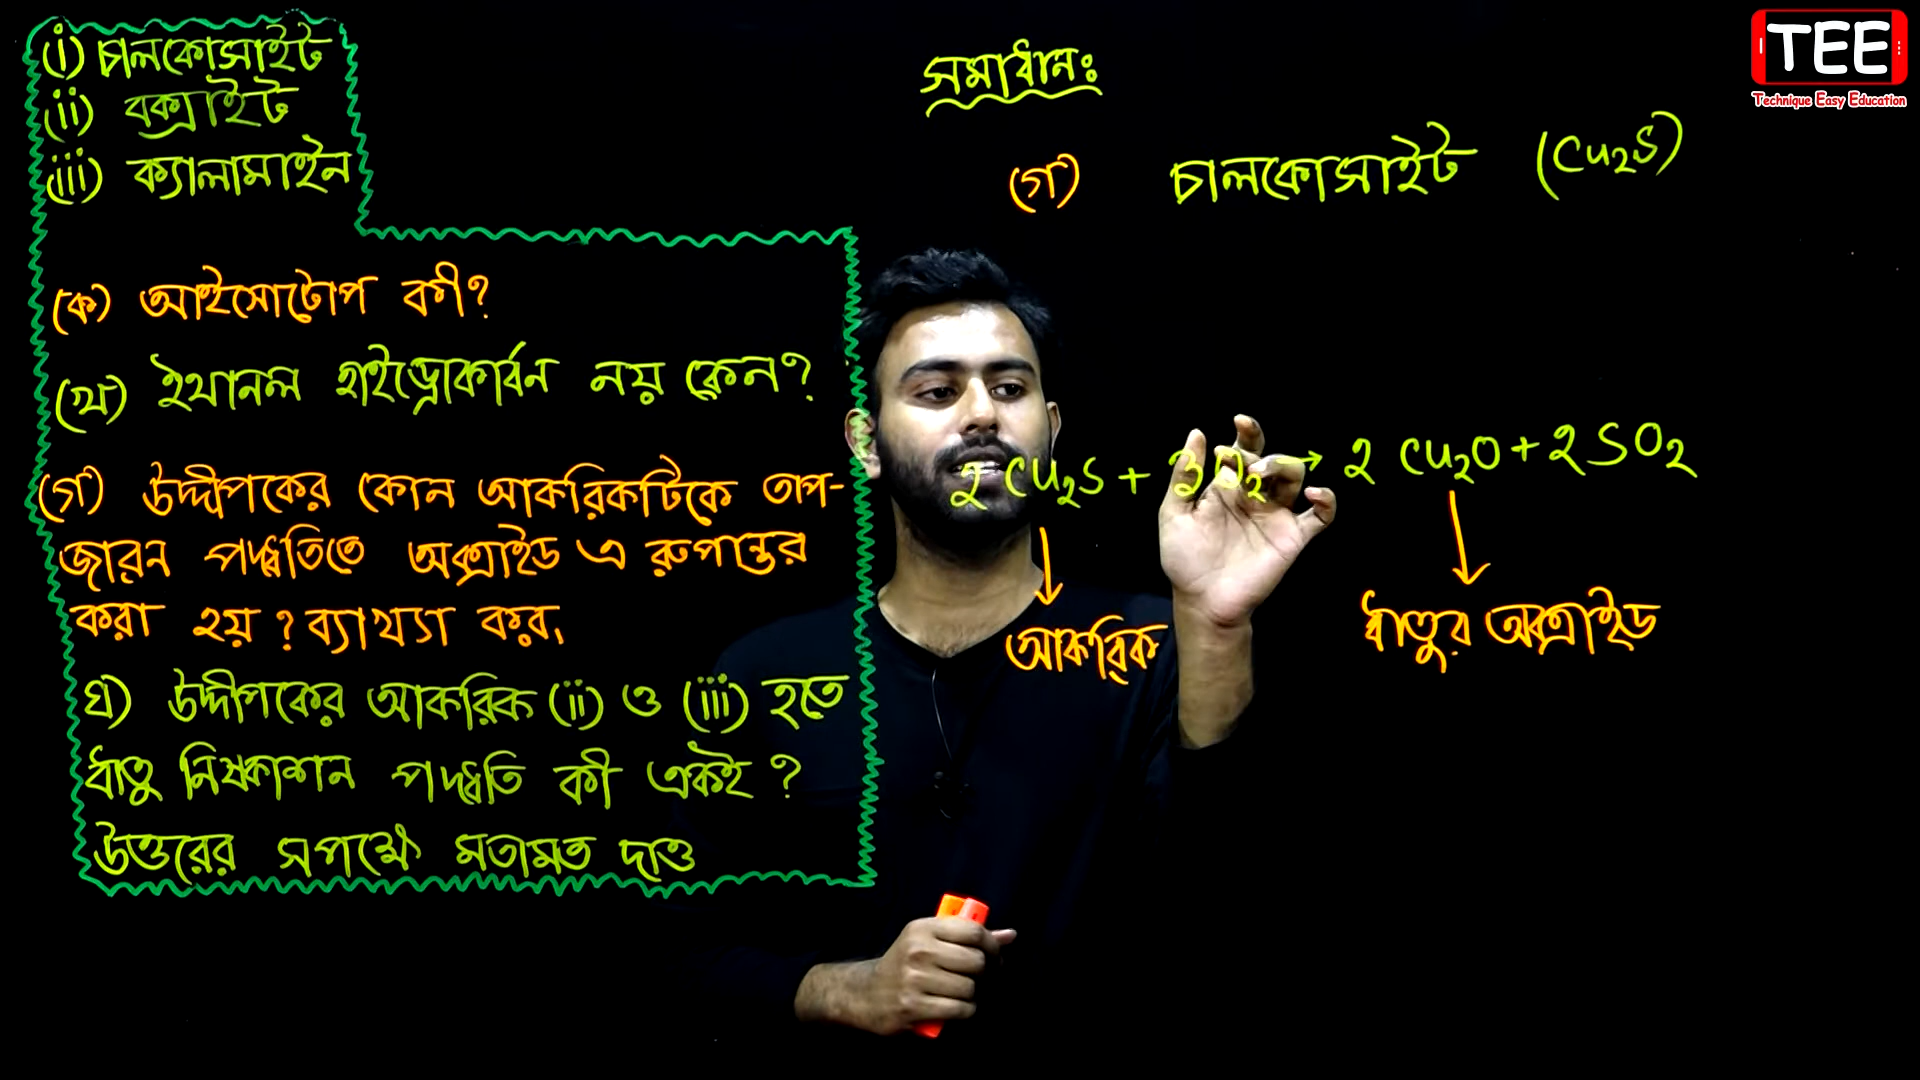 (i) চালকোসাইট
(ii) বক্সাইট
(iii) ক্যালামাইন
(ক) আইসোটোপ কী?
(খ) ইথানল হাইড্রোকার্বন নয় কেন?
(গ) উদ্দীপকের কোন আকরিকটিকে তাপ-
জারন পদ্ধতিতে অক্সাইড এ রুপান্তর
করা হয়? ব্যাখ্যা কর,
ঘ) উদ্দীপকের আকরিক (ii) ও (iii) হতে
ধাতু নিষ্কাশন পদ্ধতি কী একই?
উত্তরের সপক্ষে মতামত দাও
সমাধানঃ
(গ) চালকোসাইট (Cu₂S)
2 Cu₂S + 3O₂ → 2 Cu₂O + 2SO₂
আকরিক
ধাতুর অক্সাইড
TEE
Technique Easy Education